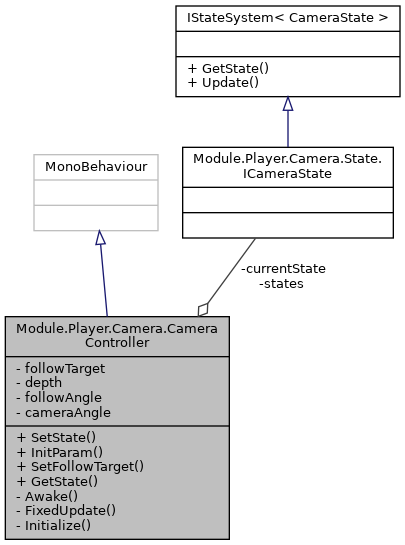 IStateSystem< CameraState >
+ GetState()
+ Update()
MonoBehaviour
Module.Player.Camera.State.
ICameraState
-currentState
-states
Module.Player.Camera.Camera
Controller
- followTarget
- depth
- followAngle
- cameraAngle
+ SetState()
+ InitParam()
+ SetFollowTarget()
+ GetState()
- Awake()
- FixedUpdate()
- Initialize()